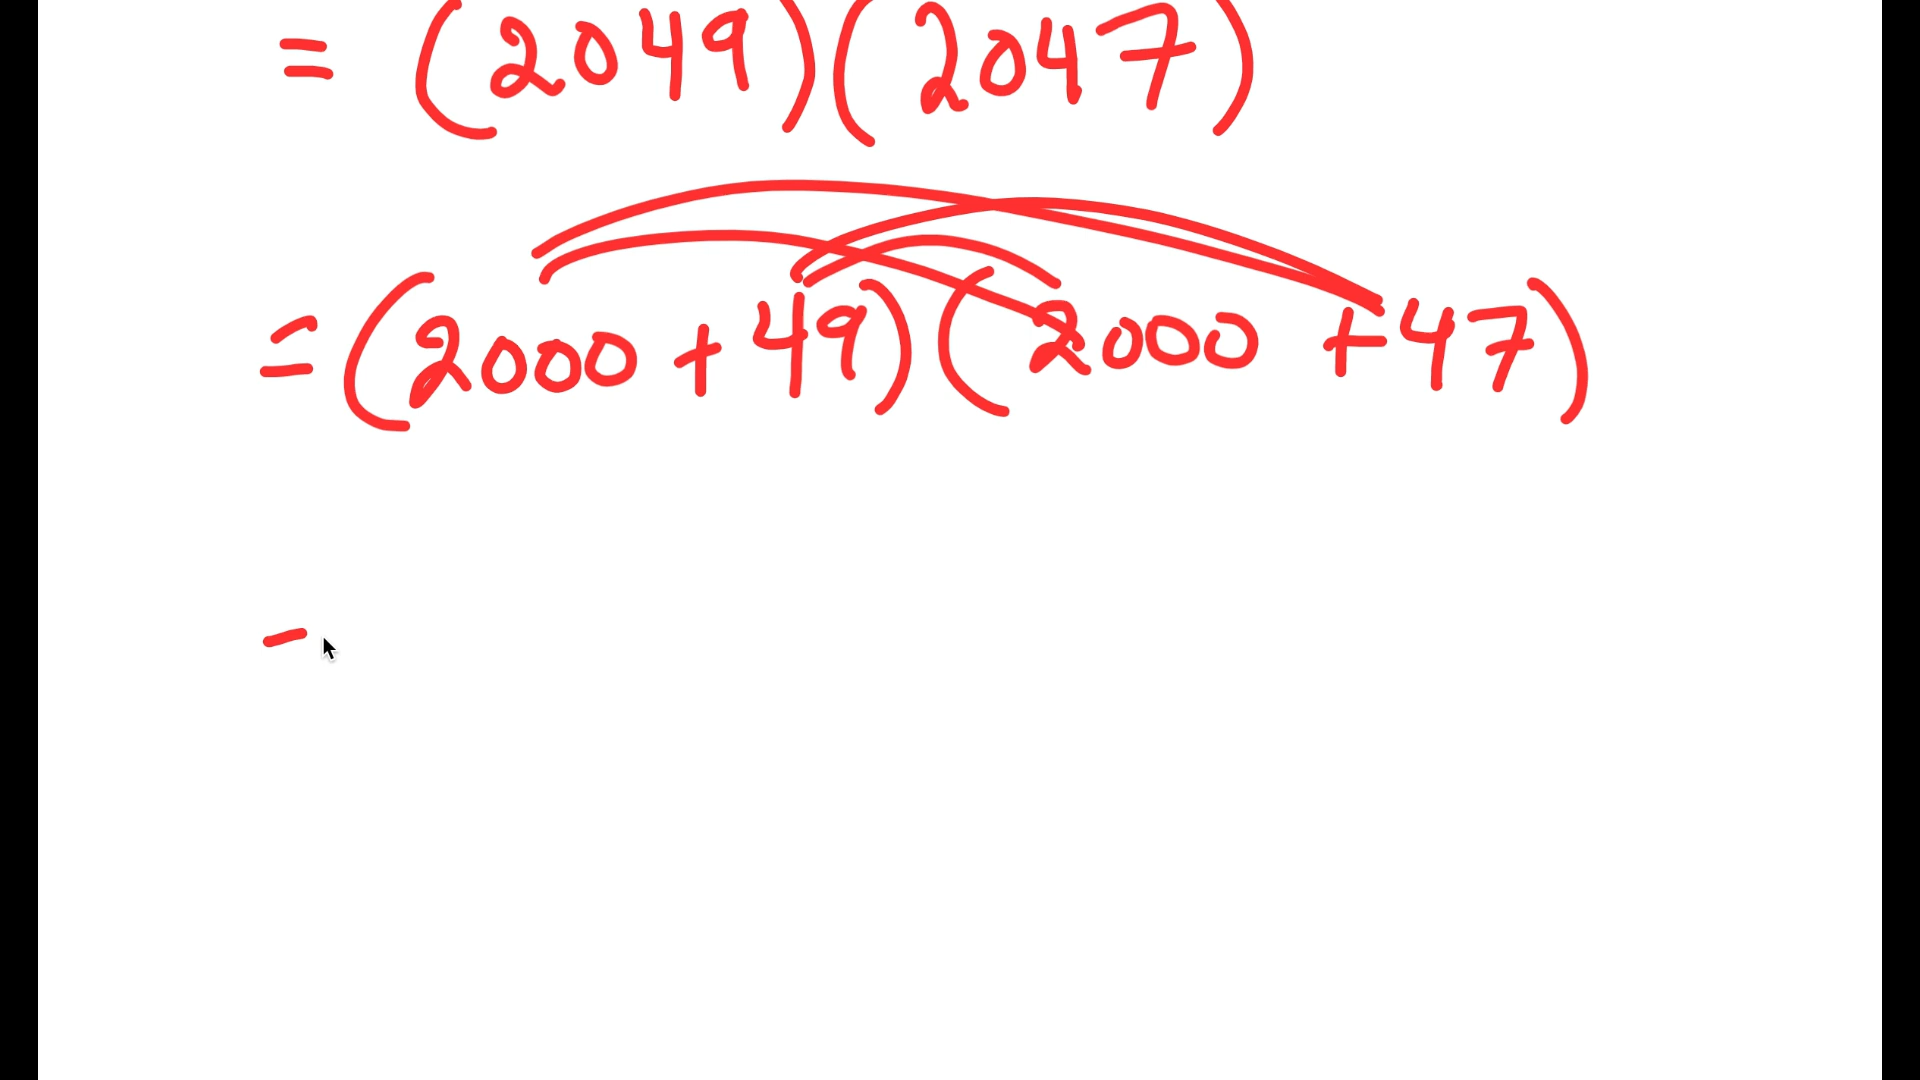 = (2049)(2047)
= (2000 + 49)(2000 + 47)
-